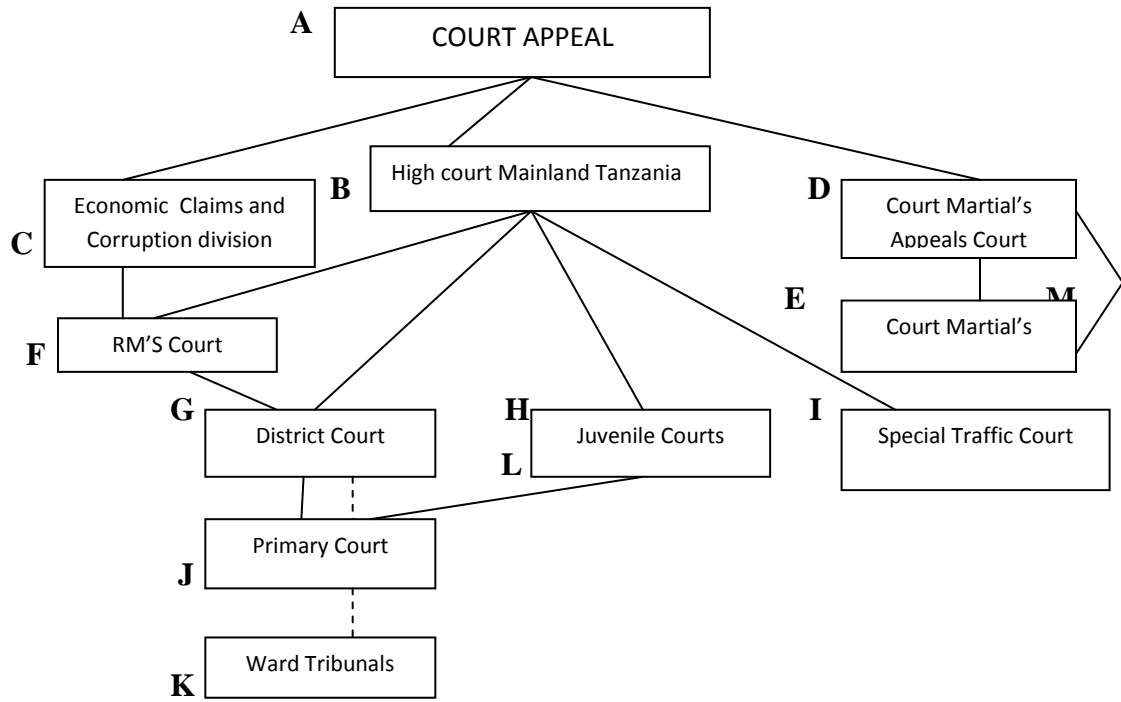 A
COURT APPEAL
B
High court Mainland Tanzania
C
Economic Claims and
Corruption division
D
Court Martial's
Appeals Court
E
Court Martial's
M
F
RM'S Court
G
District Court
H
Juvenile Courts
L
I
Special Traffic Court
J
Primary Court
K
Ward Tribunals